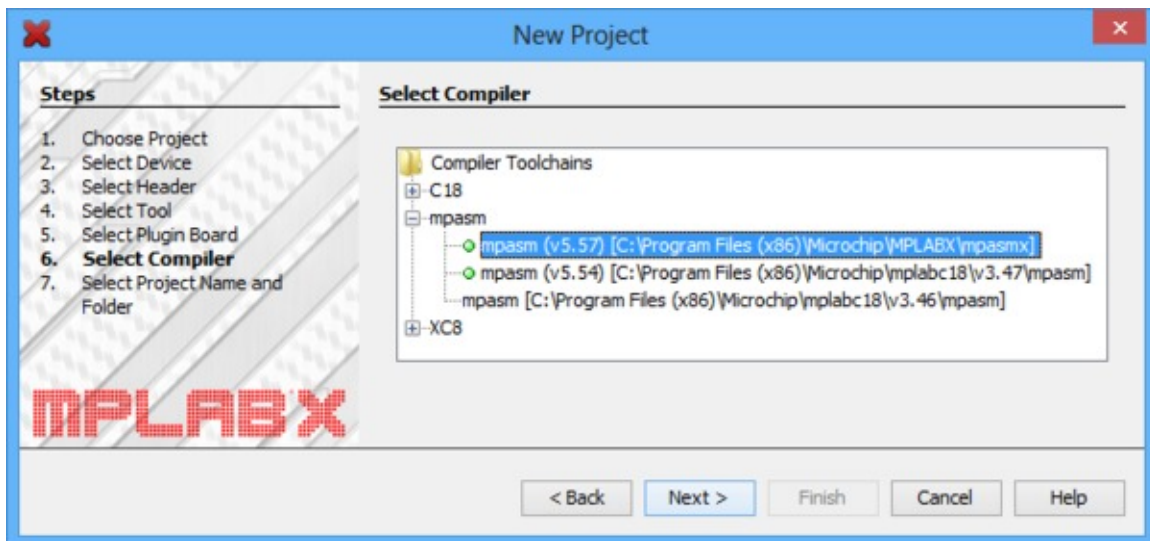 New Project
Steps
1. Choose Project
2. Select Device
3. Select Header
4. Select Tool
5. Select Plugin Board
6. Select Compiler
7. Select Project Name and
Folder
MPLAB X
Select Compiler
Compiler Toolchains
C18
mpasm
mpasm (v5.57) [C:\Program Files (x86)\Microchip\MPLABX\mpasmx]
mpasm (v5.54) [C:\Program Files (x86)\Microchip\mplabc18\v3.47\mpasm]
mpasm [C:\Program Files (x86)\Microchip\mplabc18\v3.46\mpasm]
XC8
< Back Next > Finish Cancel Help